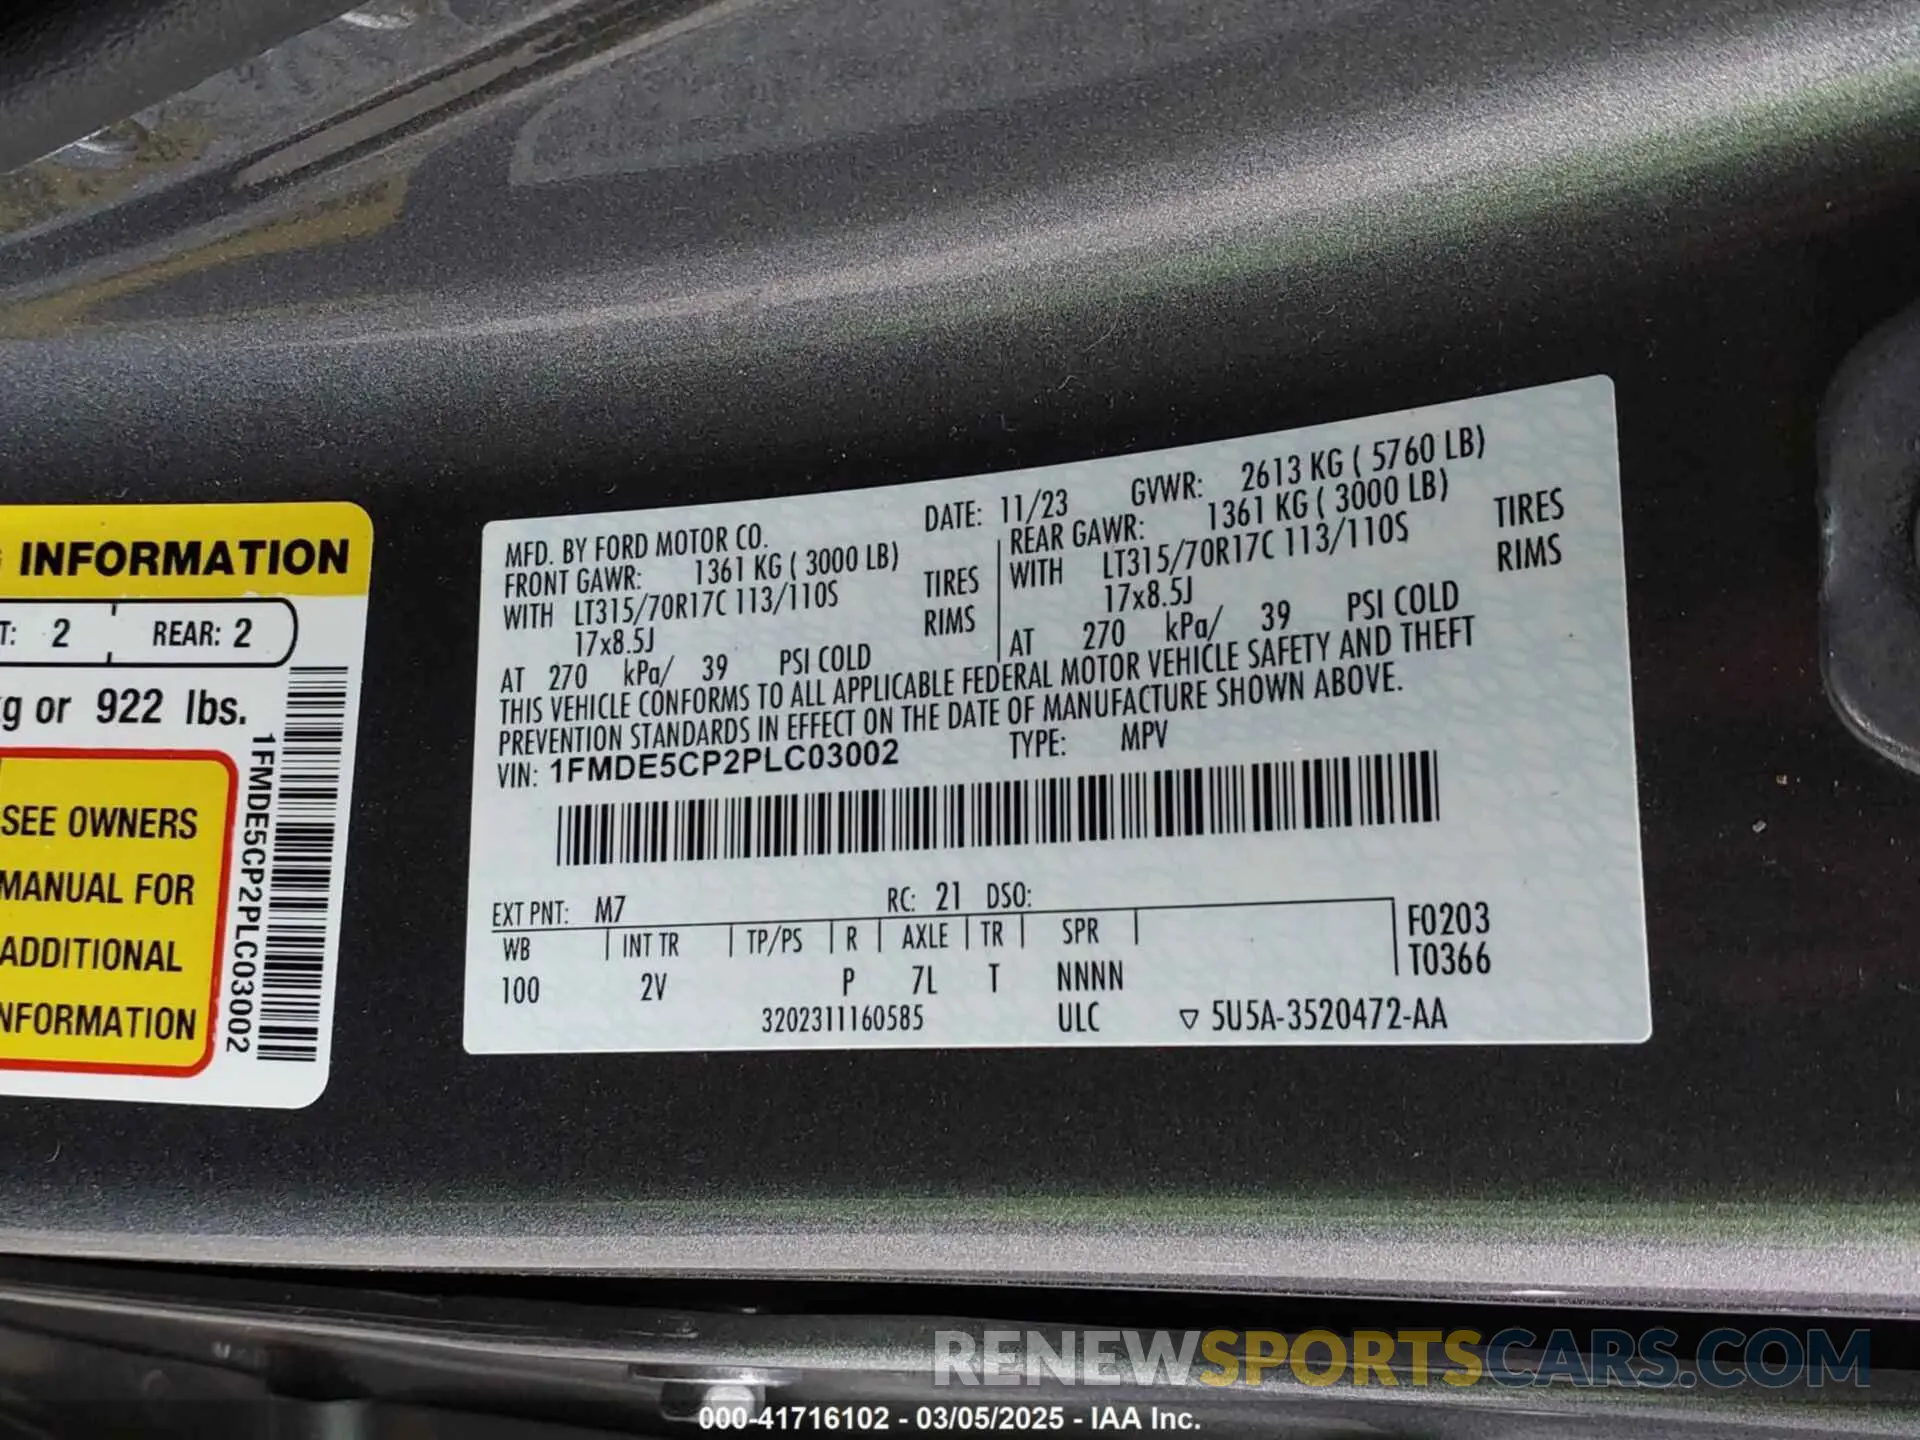 INFORMATION
T: 2 REAR: 2
kg or 922 lbs.
SEE OWNERS
MANUAL FOR
ADDITIONAL
INFORMATION
1FMDE5CP2PLC03002
MFD. BY FORD MOTOR CO. DATE: 11/23 GVWR: 2613 KG ( 5760 LB)
FRONT GAWR: 1361 KG ( 3000 LB) REAR GAWR: 1361 KG ( 3000 LB)
WITH LT315/70R17C 113/110S TIRES WITH LT315/70R17C 113/110S TIRES
17x8.5J RIMS 17x8.5J RIMS
AT 270 kPa/ 39 PSI COLD AT 270 kPa/ 39 PSI COLD
THIS VEHICLE CONFORMS TO ALL APPLICABLE FEDERAL MOTOR VEHICLE SAFETY AND THEFT
PREVENTION STANDARDS IN EFFECT ON THE DATE OF MANUFACTURE SHOWN ABOVE.
VIN: 1FMDE5CP2PLC03002 TYPE: MPV
EXT PNT: M7 RC: 21 DSO:
WB INT TR TP/PS R AXLE TR SPR F0203
100 2V P 7L T NNNN T0366
3202311160585 ULC ▽ 5U5A-3520472-AA
RENEWSPORTSCARS.COM
000-41716102 - 03/05/2025 - IAA Inc.